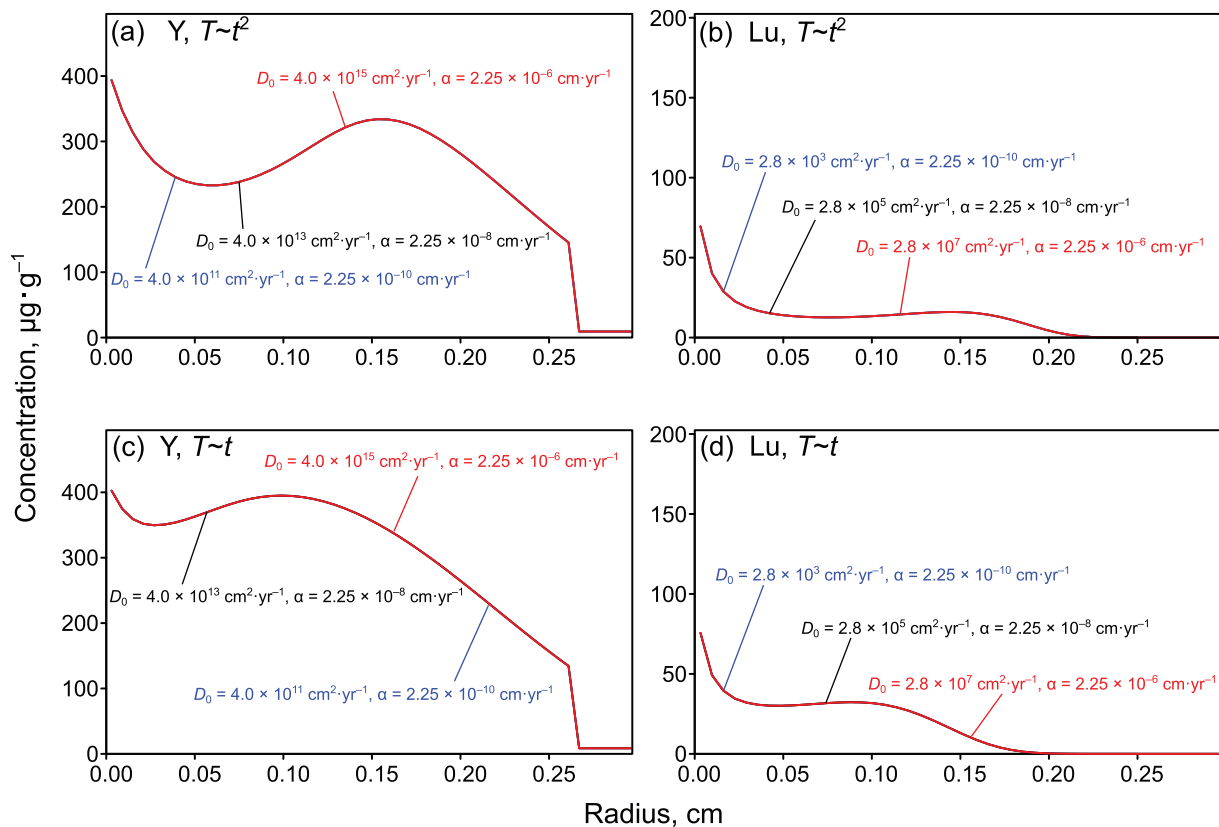 (a) Y, T~t²
D₀ = 4.0 × 10¹⁵ cm²·yr⁻¹, α = 2.25 × 10⁻⁶ cm·yr⁻¹
D₀ = 4.0 × 10¹³ cm²·yr⁻¹, α = 2.25 × 10⁻⁸ cm·yr⁻¹
D₀ = 4.0 × 10¹¹ cm²·yr⁻¹, α = 2.25 × 10⁻¹⁰ cm·yr⁻¹
400
300
200
100
0
0.00 0.05 0.10 0.15 0.20 0.25
(b) Lu, T~t²
D₀ = 2.8 × 10³ cm²·yr⁻¹, α = 2.25 × 10⁻¹⁰ cm·yr⁻¹
D₀ = 2.8 × 10⁵ cm²·yr⁻¹, α = 2.25 × 10⁻⁸ cm·yr⁻¹
D₀ = 2.8 × 10⁷ cm²·yr⁻¹, α = 2.25 × 10⁻⁶ cm·yr⁻¹
200
150
100
50
0
0.00 0.05 0.10 0.15 0.20 0.25
(c) Y, T~t
D₀ = 4.0 × 10¹⁵ cm²·yr⁻¹, α = 2.25 × 10⁻⁶ cm·yr⁻¹
D₀ = 4.0 × 10¹³ cm²·yr⁻¹, α = 2.25 × 10⁻⁸ cm·yr⁻¹
D₀ = 4.0 × 10¹¹ cm²·yr⁻¹, α = 2.25 × 10⁻¹⁰ cm·yr⁻¹
400
300
200
100
0
0.00 0.05 0.10 0.15 0.20 0.25
(d) Lu, T~t
D₀ = 2.8 × 10³ cm²·yr⁻¹, α = 2.25 × 10⁻¹⁰ cm·yr⁻¹
D₀ = 2.8 × 10⁵ cm²·yr⁻¹, α = 2.25 × 10⁻⁸ cm·yr⁻¹
D₀ = 2.8 × 10⁷ cm²·yr⁻¹, α = 2.25 × 10⁻⁶ cm·yr⁻¹
200
150
100
50
0
0.00 0.05 0.10 0.15 0.20 0.25
Concentration, µg·g⁻¹
Radius, cm